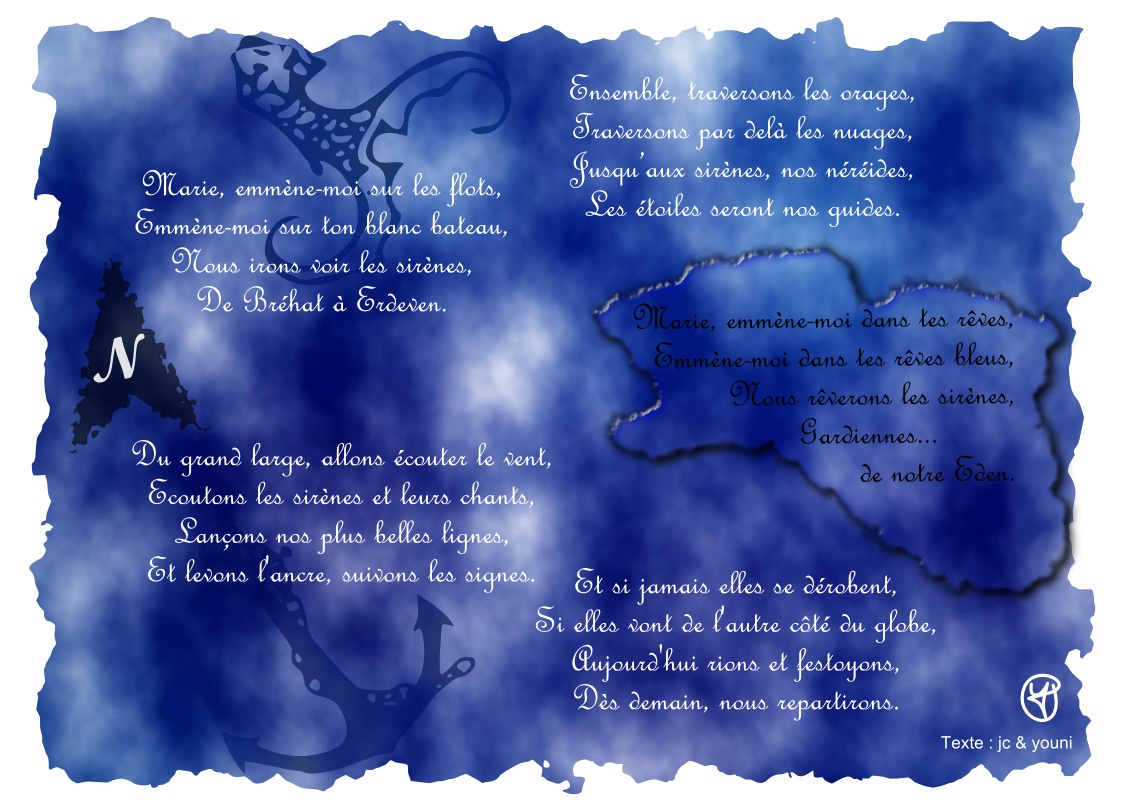 Marie, emmène-moi sur les flots,
Emmène-moi sur ton blanc bateau,
Nous irons voir les sirènes,
De Bréhat à Erdeven.
N
Du grand large, allons écouter le vent,
Ecoutons les sirènes et leurs chants,
Lançons nos plus belles lignes,
Et levons l'ancre, suivons les signes.
Ensemble, traversons les orages,
Traversons par delà les nuages,
Jusqu'aux sirènes, nos néréides,
Les étoiles seront nos guides.
Marie, emmène-moi dans tes rêves,
Emmène-moi dans tes rêves bleus,
Nous rêverons les sirènes,
Gardiennes...
de notre Eden.
Et si jamais elles se dérobent,
Si elles vont de l'autre côté du globe,
Aujourd'hui rions et festoyons,
Dès demain, nous repartirons.
Texte : jc & youni